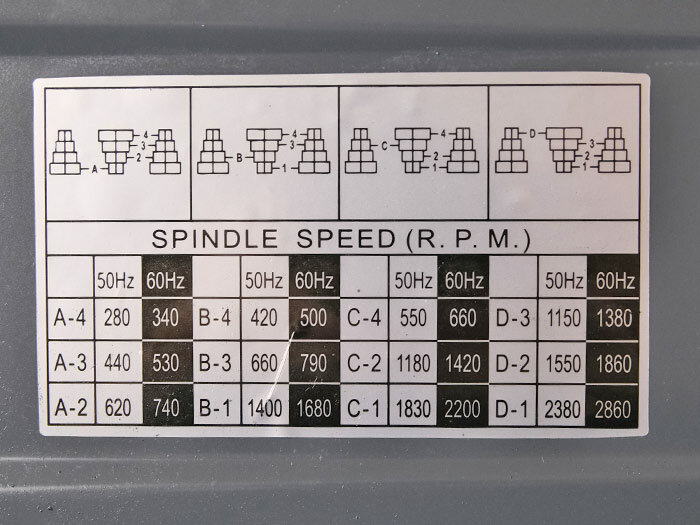 A 4 3 2
B 4 3 1
C 4 2 1
D 3 2 1
SPINDLE SPEED (R. P. M.)
50Hz 60Hz 50Hz 60Hz 50Hz 60Hz 50Hz 60Hz
A-4 280 340 B-4 420 500 C-4 550 660 D-3 1150 1380
A-3 440 530 B-3 660 790 C-2 1180 1420 D-2 1550 1860
A-2 620 740 B-1 1400 1680 C-1 1830 2200 D-1 2380 2860